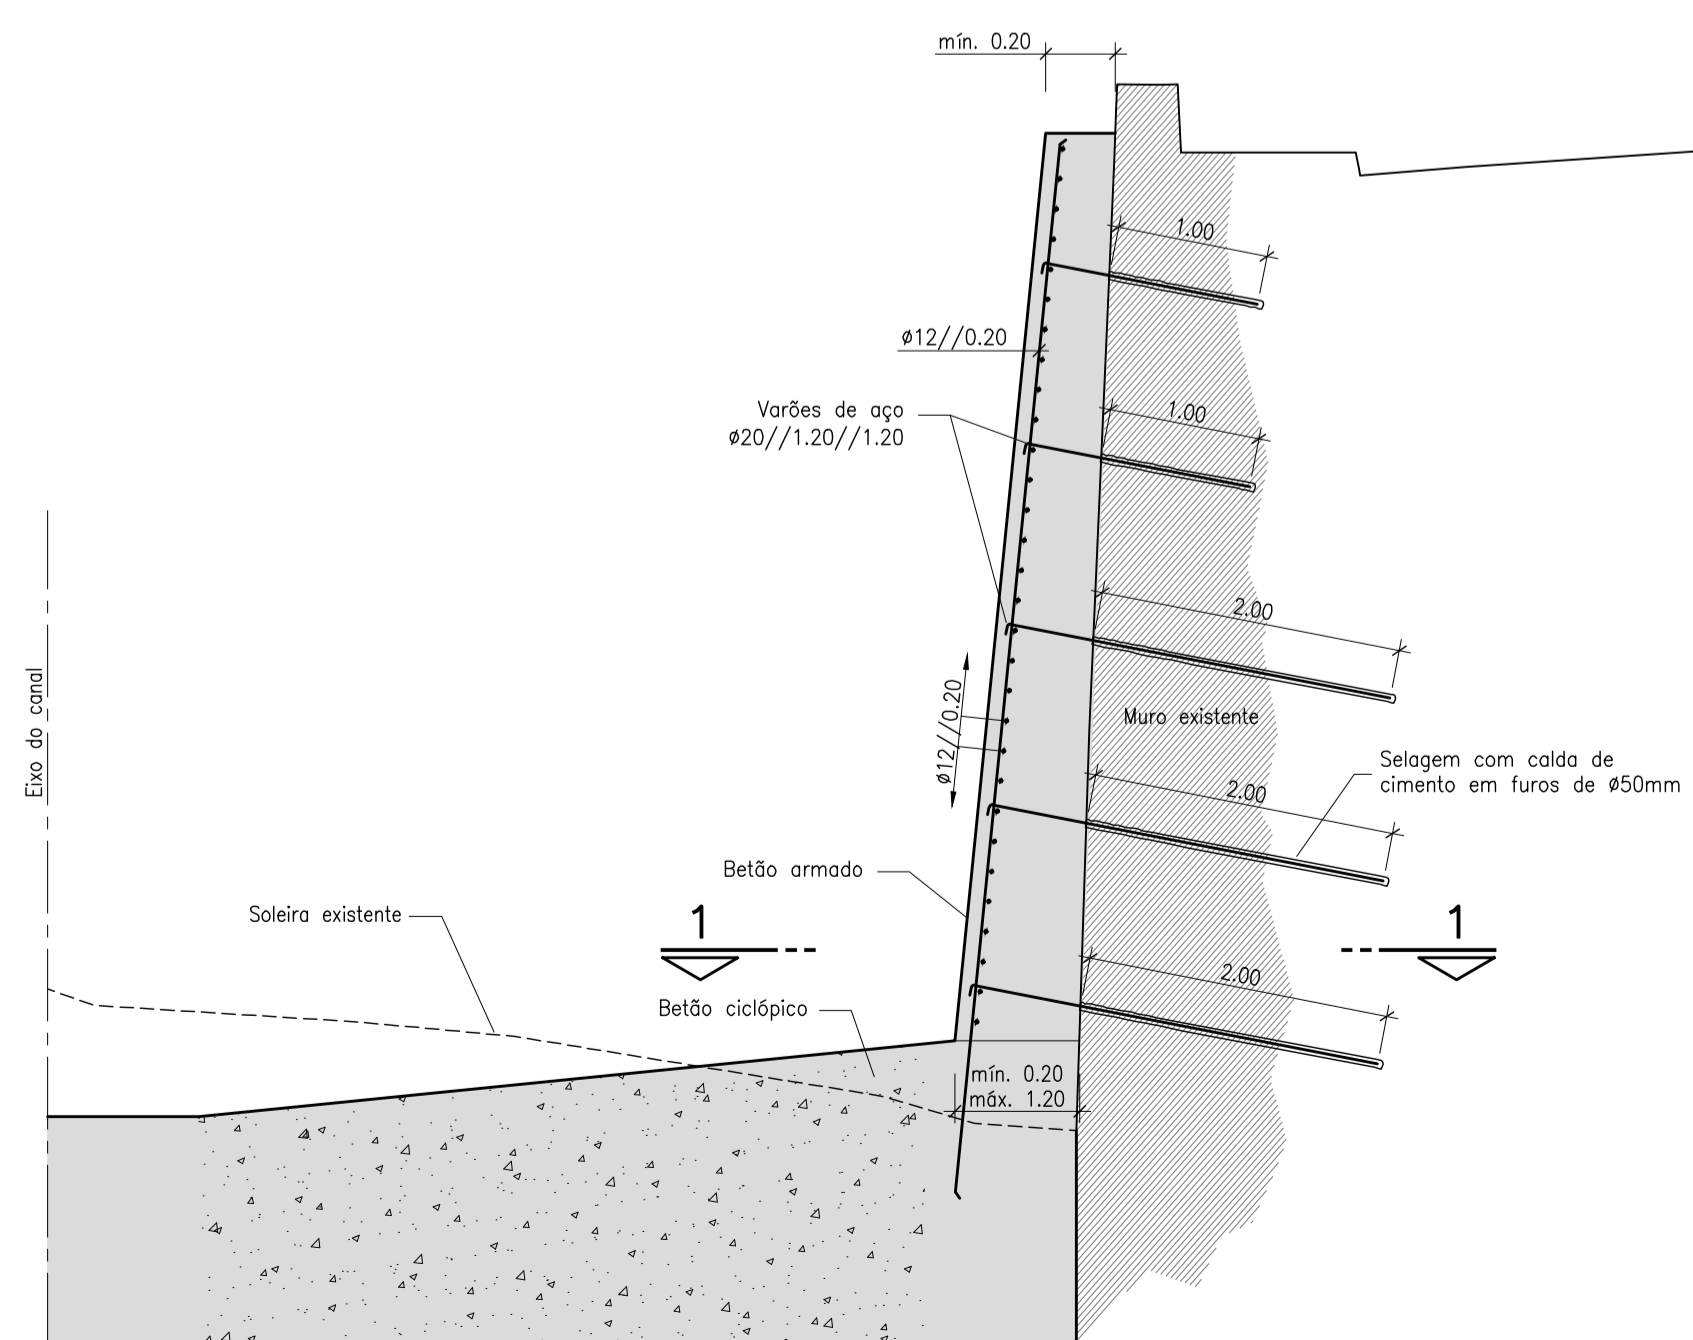 mín. 0.20
1.00
ø12//0.20
Varões de aço
ø20//1.20//1.20
1.00
2.00
Eixo do canal
ø12//0.20
Muro existente
Selagem com calda de
cimento em furos de ø50mm
2.00
Betão armado
Soleira existente
1
1
2.00
Betão ciclópico
mín. 0.20
máx. 1.20